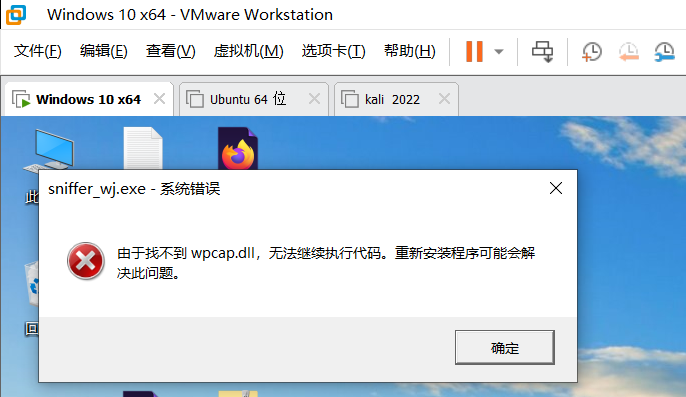 Windows 10 x64 - VMware Workstation
文件(F) 编辑(E) 查看(V) 虚拟机(M) 选项卡(T) 帮助(H)
Windows 10 x64 Ubuntu 64 位 kali 2022
此
sniffer_wj.exe - 系统错误
由于找不到 wpcap.dll，无法继续执行代码。重新安装程序可能会解
决此问题。
回
确定